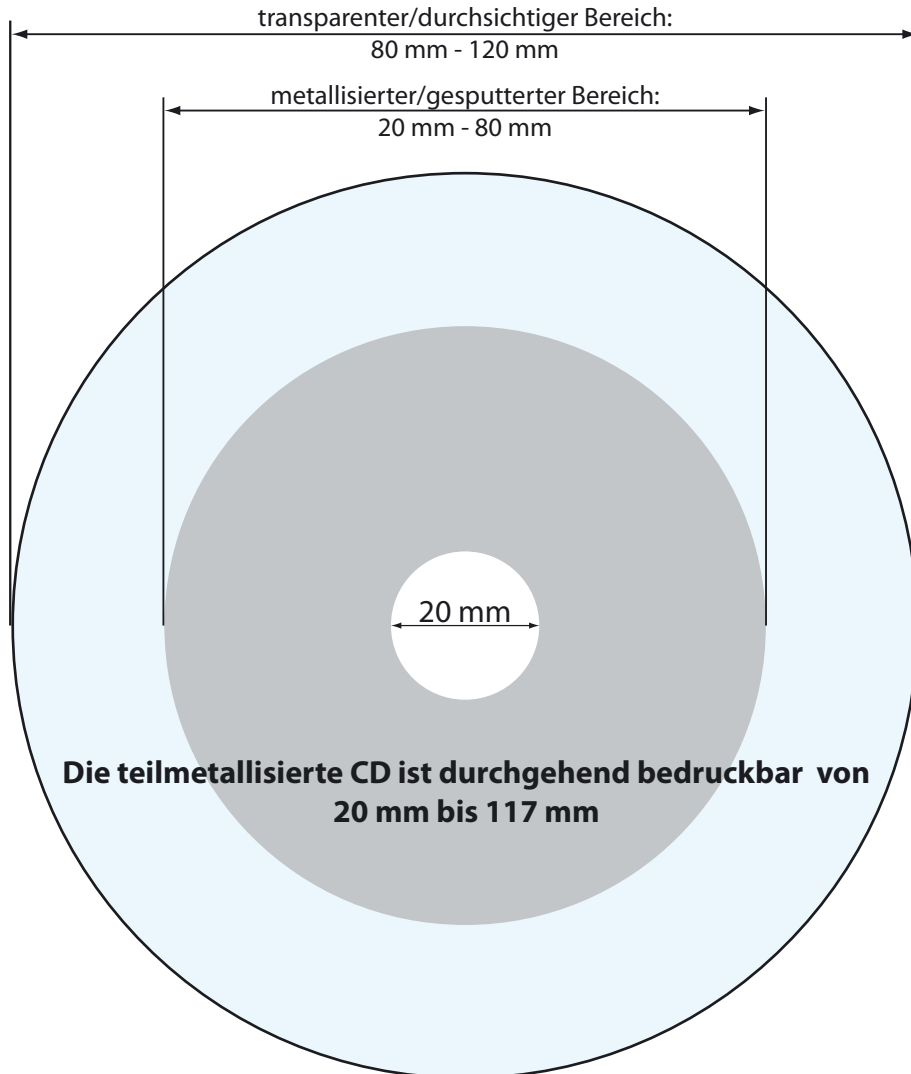 transparenter/durchsichtiger Bereich:
80 mm - 120 mm
metallisierter/gesputterter Bereich:
20 mm - 80 mm
20 mm
Die teilmetallisierte CD ist durchgehend bedruckbar  von
20 mm bis 117 mm